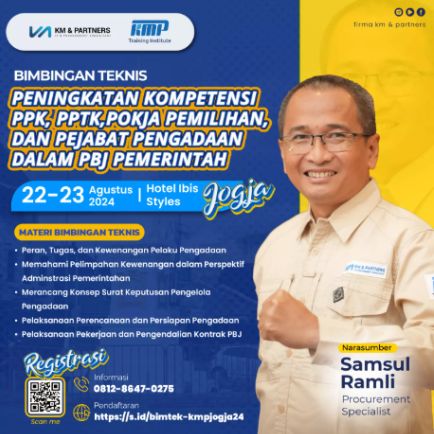 KM & PARTNERS
KMP
Training Institute
firma km & partners
BIMBINGAN TEKNIS
PENINGKATAN KOMPETENSI
PPK, PPTK,POKJA PEMILIHAN,
DAN PEJABAT PENGADAAN
DALAM PBJ PEMERINTAH
22-23 Agustus 2024 | Hotel Ibis Styles
Jogja
MATERI BIMBINGAN TEKNIS
• Peran, Tugas, dan Kewenangan Pelaku Pengadaan
• Memahami Pelimpahan Kewenangan dalam Perspektif
Adminstrasi Pemerintahan
• Merancang Konsep Surat Keputusan Pengelola
Pengadaan
• Pelaksanaan Perencanaan dan Persiapan Pengadaan
• Pelaksanaan Pekerjaan dan Pengendalian Kontrak PBJ
KM & PARTNERS
Registrasi
Scan me
Informasi
0812-8647-0275
Pendaftaran
https://s.id/bimtek-kmpjogja24
Narasumber
Samsul
Ramli
Procurement
Specialist